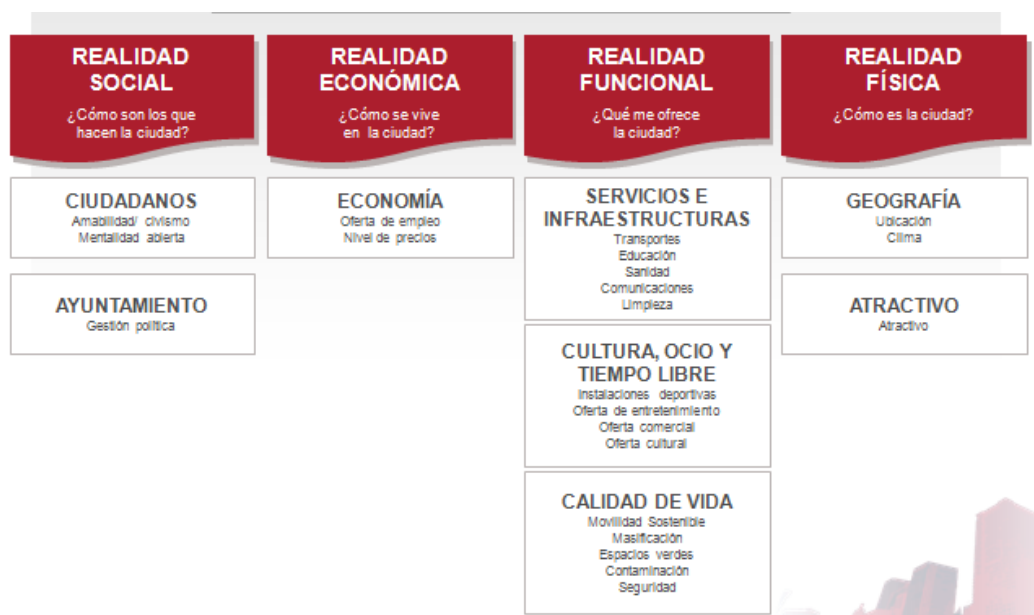 REALIDAD
SOCIAL
¿Cómo son los que
hacen la ciudad?
CIUDADANOS
Amabilidad/ civismo
Mentalidad abierta
AYUNTAMIENTO
Gestión política
REALIDAD
ECONÓMICA
¿Cómo se vive
en la ciudad?
ECONOMÍA
Oferta de empleo
Nivel de precios
REALIDAD
FUNCIONAL
¿Qué me ofrece
la ciudad?
SERVICIOS E
INFRAESTRUCTURAS
Transportes
Educación
Sanidad
Comunicaciones
Limpieza
CULTURA, OCIO Y
TIEMPO LIBRE
Instalaciones deportivas
Oferta de entretenimiento
Oferta comercial
Oferta cultural
CALIDAD DE VIDA
Movilidad Sostenible
Masificación
Espacios verdes
Contaminación
Seguridad
REALIDAD
FÍSICA
¿Cómo es la ciudad?
GEOGRAFÍA
Ubicación
Clima
ATRACTIVO
Atractivo